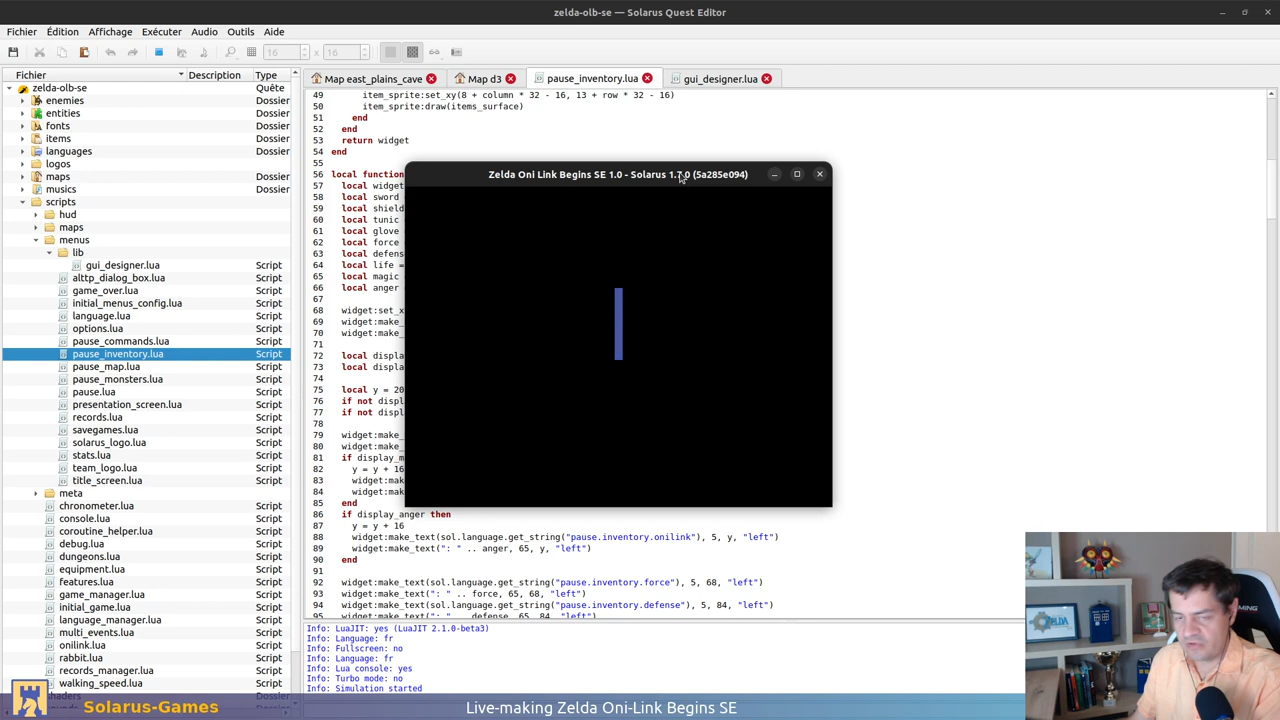 zelda-olb-se — Solarus Quest Editor
Fichier Édition Affichage Exécuter Audio Outils Aide
16 x 16
Fichier Description Type
Map east_plains_cave Map d3 pause_inventory.lua gui_designer.lua
zelda-olb-se Quête
enemies Dossier
entities Dossier
fonts Dossier
items Dossier
languages Dossier
logos Dossier
maps Dossier
musics Dossier
scripts Dossier
hud Dossier
maps Dossier
menus Dossier
lib Dossier
gui_designer.lua Script
alttp_dialog_box.lua Script
game_over.lua Script
initial_menus_config.lua Script
language.lua Script
options.lua Script
pause_commands.lua Script
pause_inventory.lua Script
pause_map.lua Script
pause_monsters.lua Script
pause.lua Script
presentation_screen.lua Script
records.lua Script
savegames.lua Script
solarus_logo.lua Script
stats.lua Script
team_logo.lua Script
title_screen.lua Script
meta Dossier
chronometer.lua Script
console.lua Script
coroutine_helper.lua Script
debug.lua Script
dungeons.lua Script
equipment.lua Script
features.lua Script
game_manager.lua Script
initial_game.lua Script
language_manager.lua Script
multi_events.lua Script
onilink.lua Script
rabbit.lua Script
records_manager.lua Script
walking_speed.lua Script
49 item_sprite:set_xy(8 + column * 32 - 16, 13 + row * 32 - 16)
50 item_sprite:draw(items_surface)
51 end
52 end
53 return widget
54 end
55
56 local function
57 local widget
58 local sword
59 local shield
60 local tunic
61 local glove
62 local force
63 local defens
64 local life =
65 local magic
66 local anger
67
68 widget:set_x
69 widget:make_
70 widget:make_
71
72 local displa
73 local displa
74
75 local y = 20
76 if not displ
77 if not displ
78
79 widget:make_
80 widget:make_
81 if display_m
82 y = y + 16
83 widget:mak
84 widget:mak
85 end
86 if display_anger then
87 y = y + 16
88 widget:make_text(sol.language.get_string("pause.inventory.onilink"), 5, y, "left")
89 widget:make_text(": " .. anger, 65, y, "left")
90 end
91
92 widget:make_text(sol.language.get_string("pause.inventory.force"), 5, 68, "left")
93 widget:make_text(": " .. force, 65, 68, "left")
94 widget:make_text(sol.language.get_string("pause.inventory.defense"), 5, 84, "left")
95 widget:make_text(": " .. defense, 65, 84, "left")
Zelda Oni Link Begins SE 1.0 - Solarus 1.7.0 (5a285e094)
Info: LuaJIT: yes (LuaJIT 2.1.0-beta3)
Info: Language: fr
Info: Fullscreen: no
Info: Language: fr
Info: Lua console: yes
Info: Turbo mode: no
Info: Simulation started
Solarus-Games
Live-making Zelda Oni-Link Begins SE